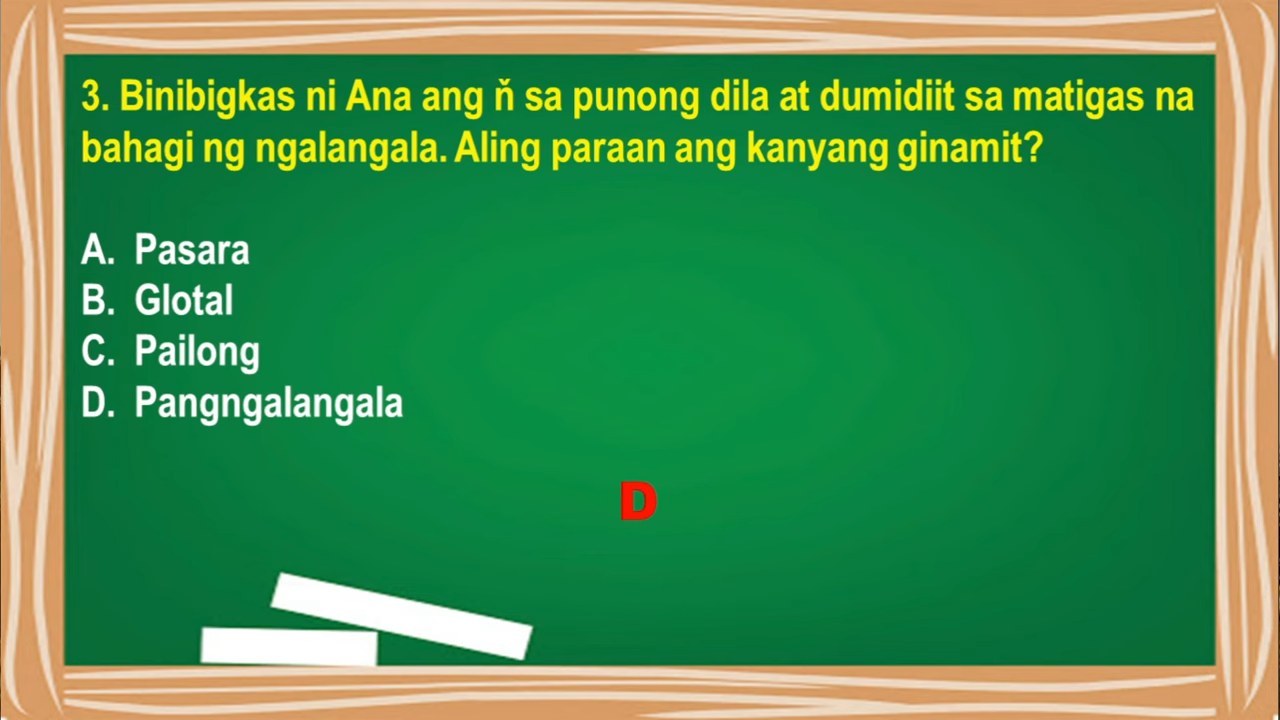 3. Binibigkas ni Ana ang ň sa punong dila at dumidiit sa matigas na
bahagi ng ngalangala. Aling paraan ang kanyang ginamit?
A. Pasara
B. Glotal
C. Pailong
D. Pangngalangala
D